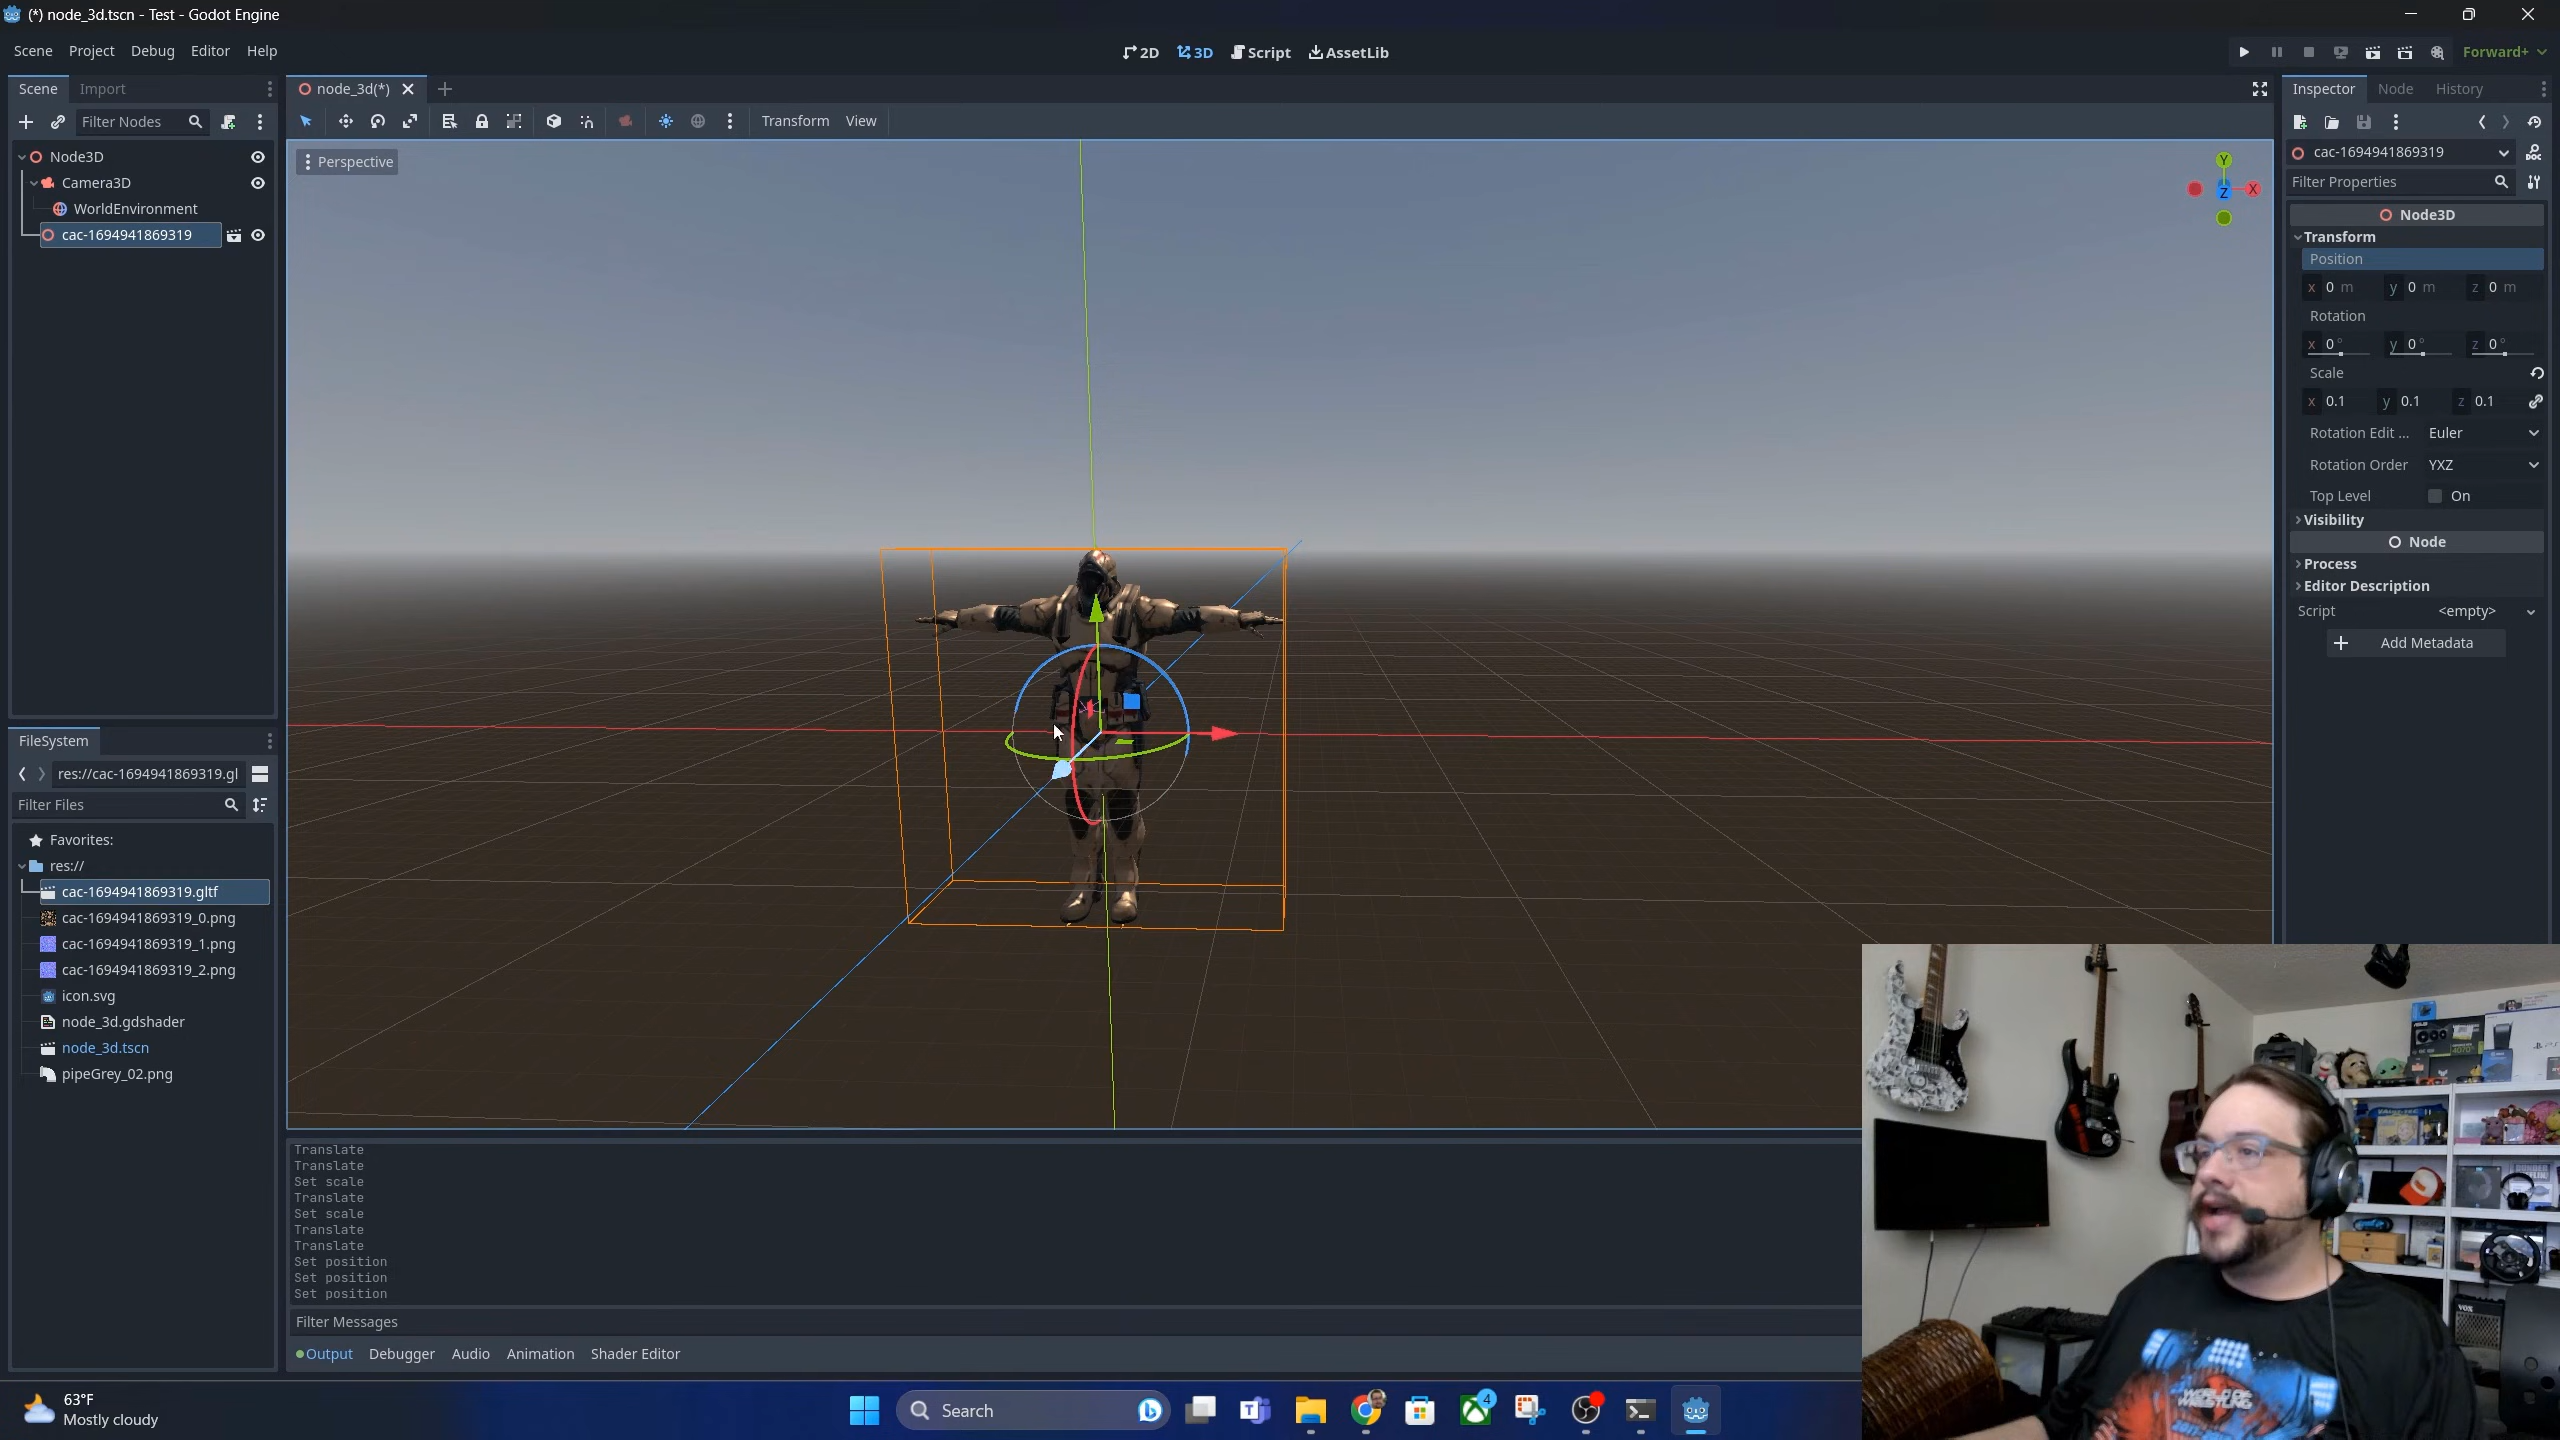 (*) node_3d.tscn - Test - Godot Engine
Scene Project Debug Editor Help
2D 3D Script AssetLib
Forward+
Scene Import
node_3d(*)
Inspector Node History
Filter Nodes
Transform View
Node3D
Camera3D
WorldEnvironment
cac-1694941869319
Perspective
Y
Z X
cac-1694941869319
Filter Properties
Node3D
Transform
Position
x 0 m y 0 m z 0 m
Rotation
x 0° y 0° z 0°
Scale
x 0.1 y 0.1 z 0.1
Rotation Edit ... Euler
Rotation Order YXZ
Top Level On
Visibility
Node
Process
Editor Description
Script <empty>
Add Metadata
FileSystem
res://cac-1694941869319.gl
Filter Files
Favorites:
res://
cac-1694941869319.gltf
cac-1694941869319_0.png
cac-1694941869319_1.png
cac-1694941869319_2.png
icon.svg
node_3d.gdshader
node_3d.tscn
pipeGrey_02.png
Translate
Translate
Set scale
Translate
Set scale
Translate
Translate
Set position
Set position
Set position
Filter Messages
Output Debugger Audio Animation Shader Editor
VOX
WORLD OF
WRESTLING
63°F
Mostly cloudy
Search
4